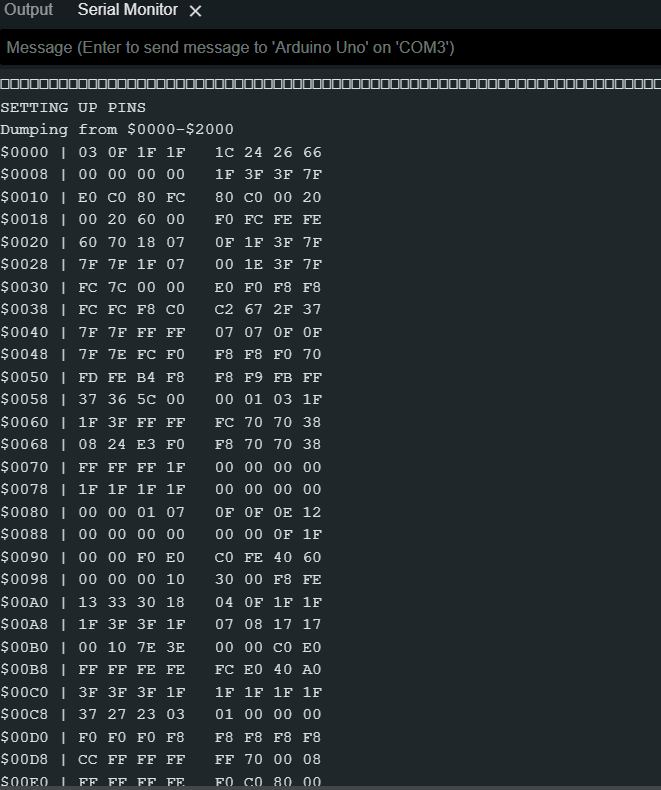 Output Serial Monitor ×
Message (Enter to send message to 'Arduino Uno' on 'COM3')
SETTING UP PINS
Dumping from $0000-$2000
$0000 | 03 0F 1F 1F 1C 24 26 66
$0008 | 00 00 00 00 1F 3F 3F 7F
$0010 | E0 C0 80 FC 80 C0 00 20
$0018 | 00 20 60 00 F0 FC FE FE
$0020 | 60 70 18 07 0F 1F 3F 7F
$0028 | 7F 7F 1F 07 00 1E 3F 7F
$0030 | FC 7C 00 00 E0 F0 F8 F8
$0038 | FC FC F8 C0 C2 67 2F 37
$0040 | 7F 7F FF FF 07 07 0F 0F
$0048 | 7F 7E FC F0 F8 F8 F0 70
$0050 | FD FE B4 F8 F8 F9 FB FF
$0058 | 37 36 5C 00 00 01 03 1F
$0060 | 1F 3F FF FF FC 70 70 38
$0068 | 08 24 E3 F0 F8 70 70 38
$0070 | FF FF FF 1F 00 00 00 00
$0078 | 1F 1F 1F 1F 00 00 00 00
$0080 | 00 00 01 07 0F 0F 0E 12
$0088 | 00 00 00 00 00 00 0F 1F
$0090 | 00 00 F0 E0 C0 FE 40 60
$0098 | 00 00 00 10 30 00 F8 FE
$00A0 | 13 33 30 18 04 0F 1F 1F
$00A8 | 1F 3F 3F 1F 07 08 17 17
$00B0 | 00 10 7E 3E 00 00 C0 E0
$00B8 | FF FF FE FE FC E0 40 A0
$00C0 | 3F 3F 3F 1F 1F 1F 1F 1F
$00C8 | 37 27 23 03 01 00 00 00
$00D0 | F0 F0 F0 F8 F8 F8 F8 F8
$00D8 | CC FF FF FF FF 70 00 08
$00E0 | FF FF FF FE F0 C0 80 00